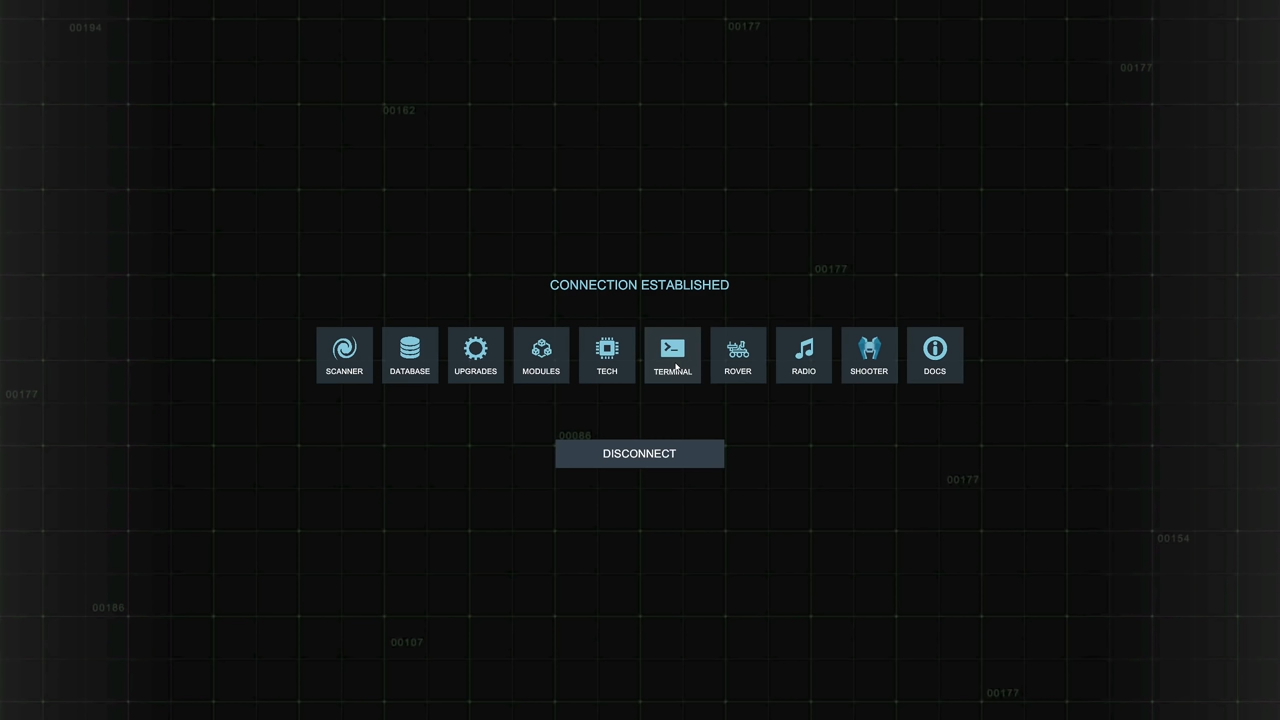 00194
00177
00177
00162
00177
CONNECTION ESTABLISHED
SCANNER
DATABASE
UPGRADES
MODULES
TECH
TERMINAL
ROVER
RADIO
SHOOTER
DOCS
00177
00088
DISCONNECT
00177
00154
00186
00107
00177